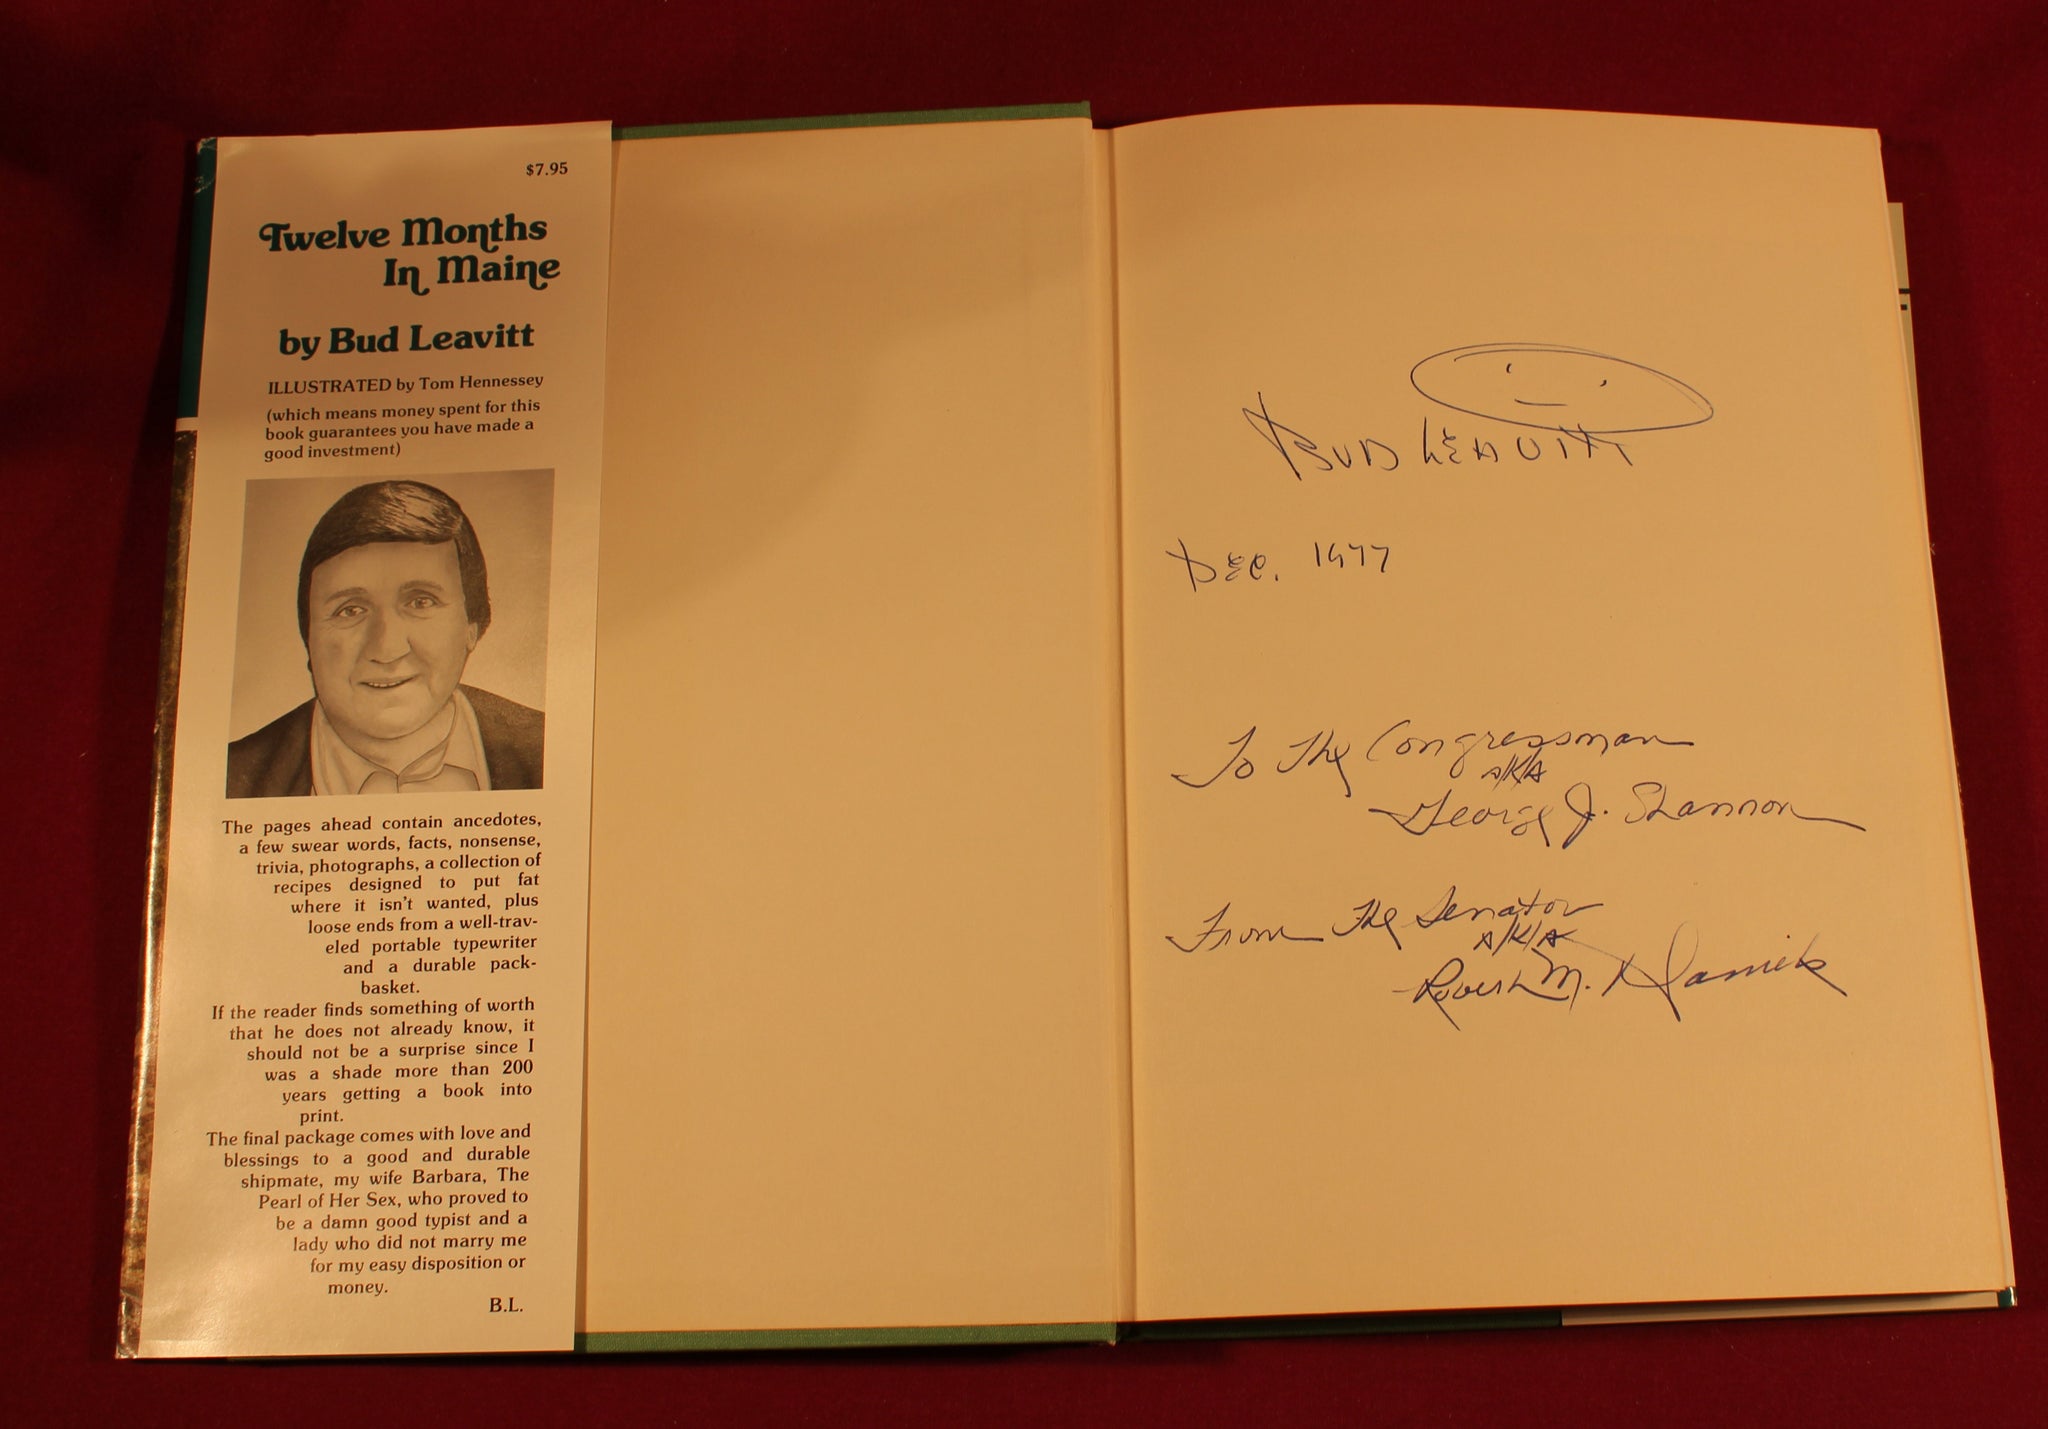 $7.95
Twelve Months
In Maine
by Bud Leavitt
ILLUSTRATED by Tom Hennessey
(which means money spent for this
book guarantees you have made a
good investment)
The pages ahead contain ancedotes,
a few swear words, facts, nonsense,
trivia, photographs, a collection of
recipes designed to put fat
where it isn't wanted, plus
loose ends from a well-trav-
eled portable typewriter
and a durable pack-
basket.
If the reader finds something of worth
that he does not already know, it
should not be a surprise since I
was a shade more than 200
years getting a book into
print.
The final package comes with love and
blessings to a good and durable
shipmate, my wife Barbara, The
Pearl of Her Sex, who proved to
be a damn good typist and a
lady who did not marry me
for my easy disposition or
money.
B.L.
BUD LEAVITT
DEC. 1977
To The Congressman
A/K/A
George J. Shannon
From The Senator
A/K/A
Robert M. Daniels